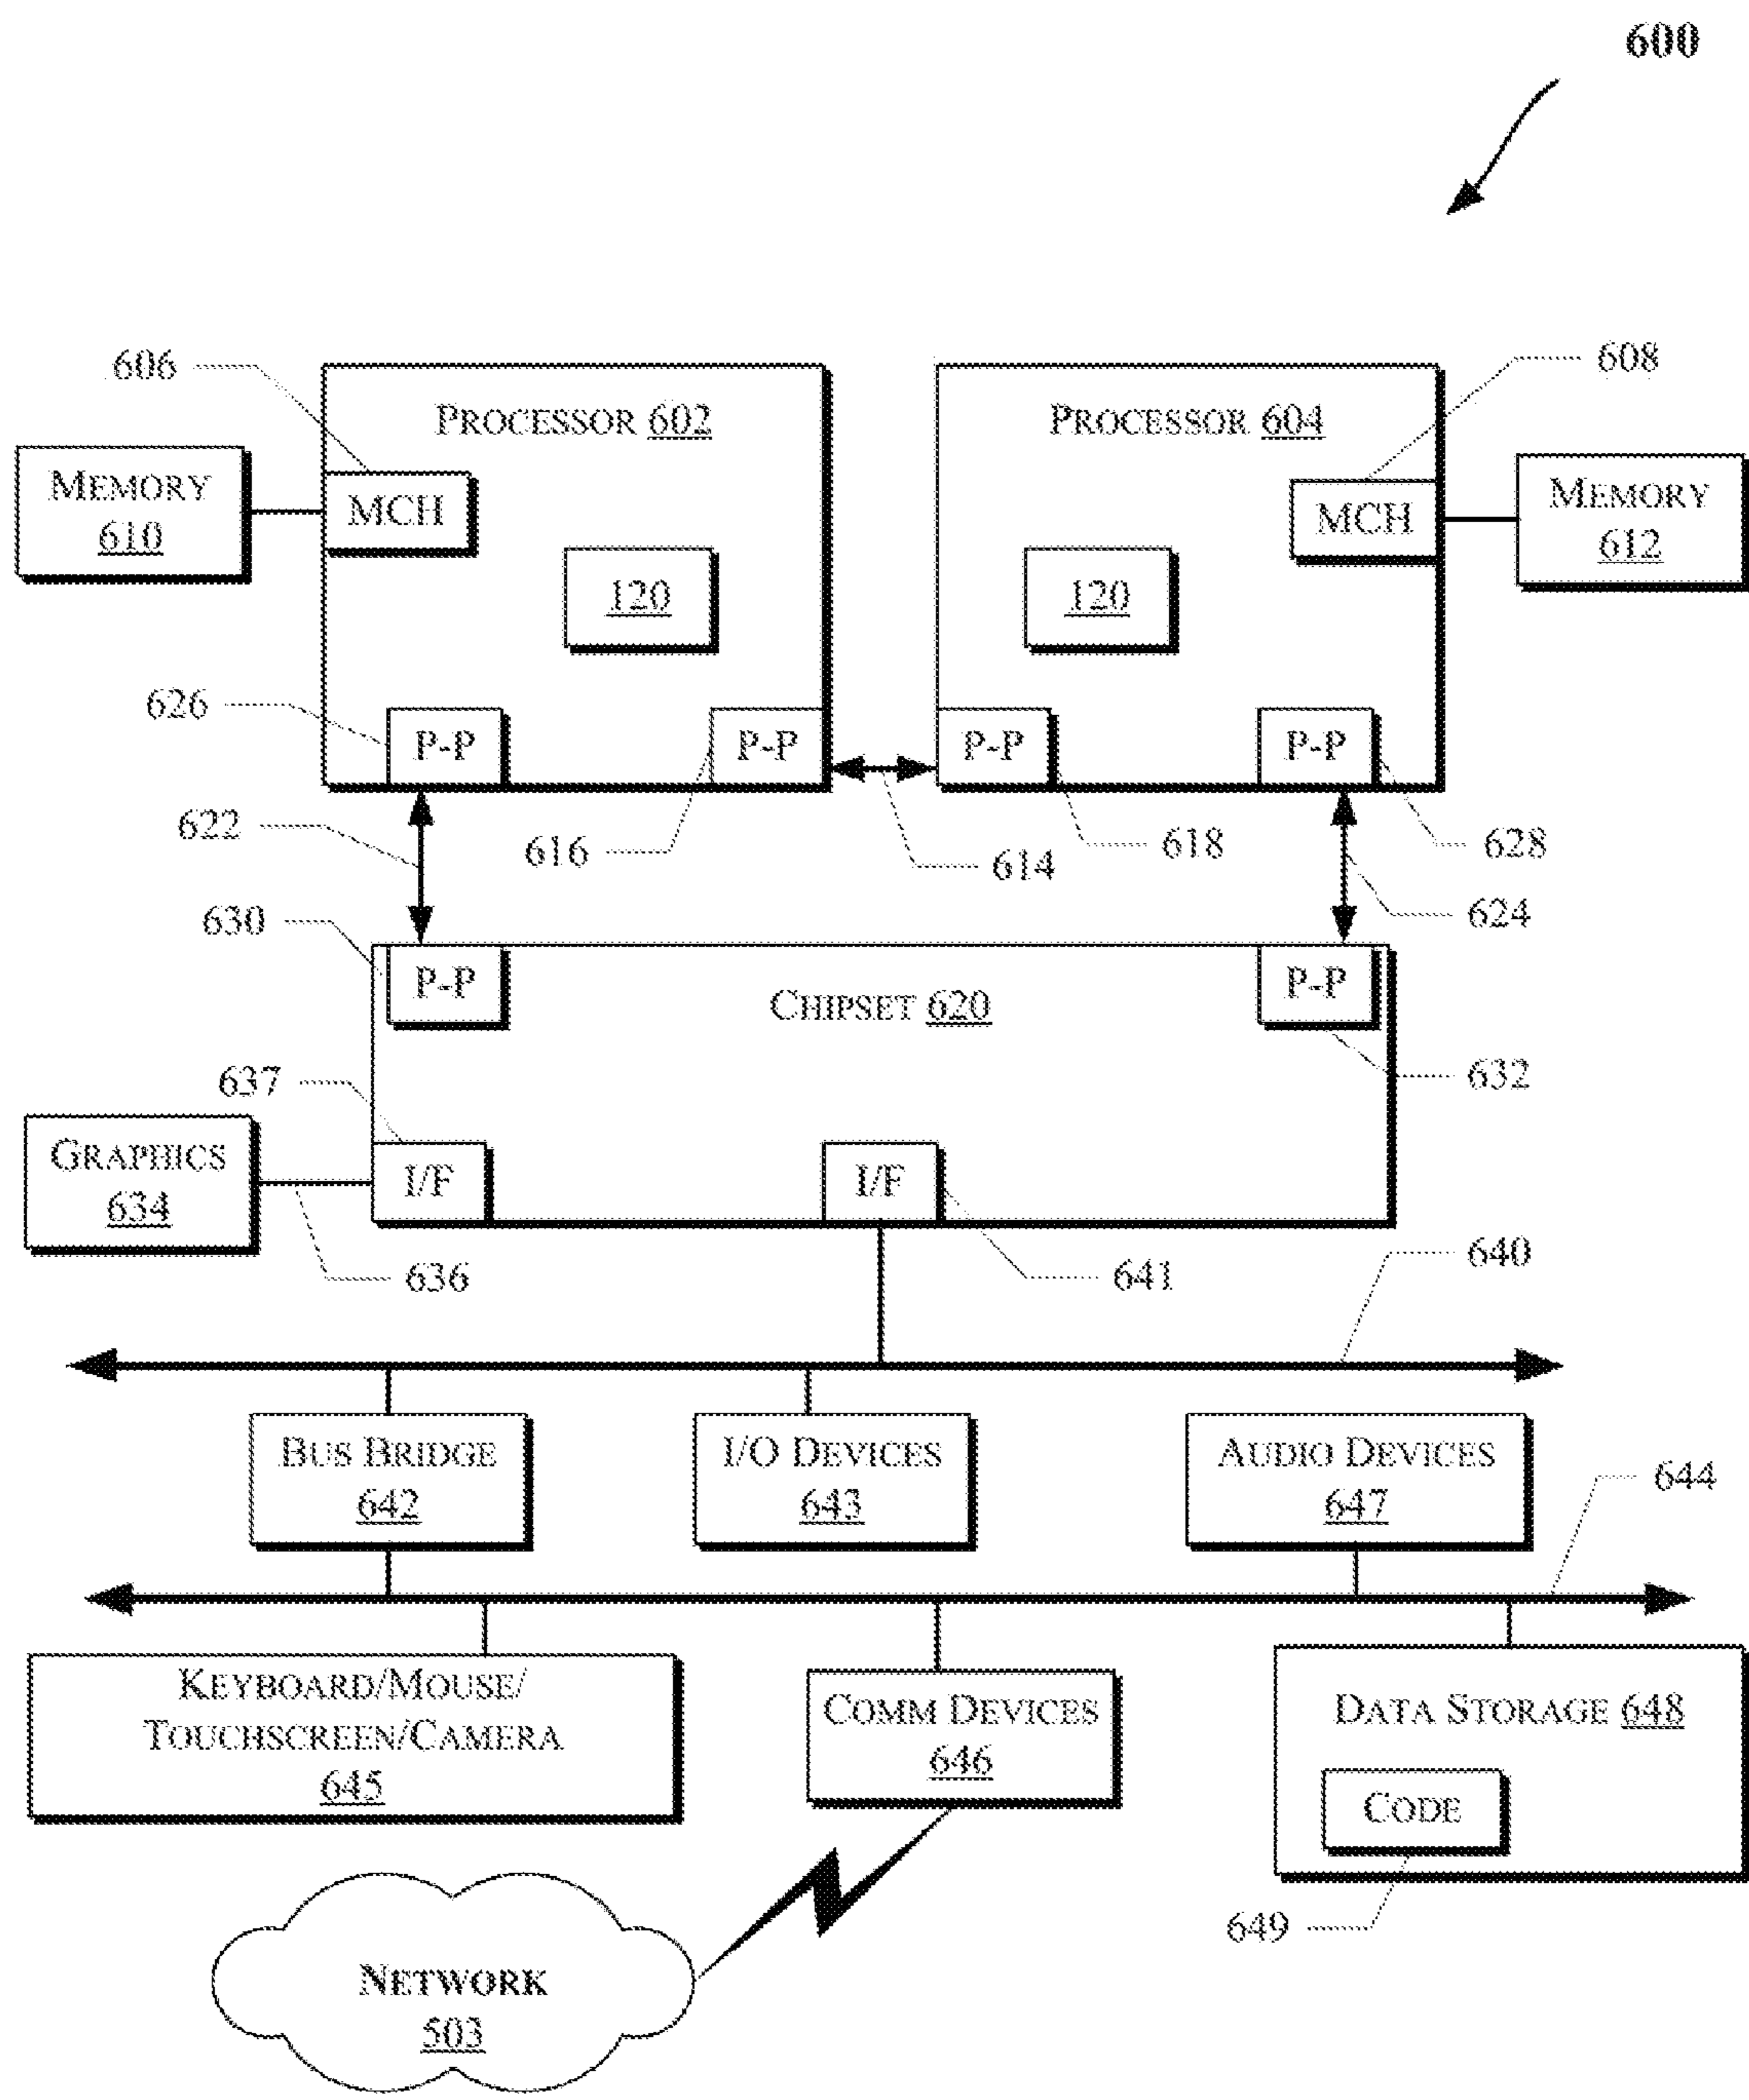 600
606
608
PROCESSOR 602
PROCESSOR 604
MEMORY
610
MCH
MCH
MEMORY
612
120
120
626
P-P
P-P
P-P
P-P
622
616
614
618
628
624
630
P-P
CHIPSET 620
P-P
637
632
GRAPHICS
634
I/F
I/F
636
641
640
BUS BRIDGE
642
I/O DEVICES
643
AUDIO DEVICES
647
644
KEYBOARD/MOUSE/
TOUCHSCREEN/CAMERA
645
COMM DEVICES
646
DATA STORAGE 648
CODE
649
NETWORK
503